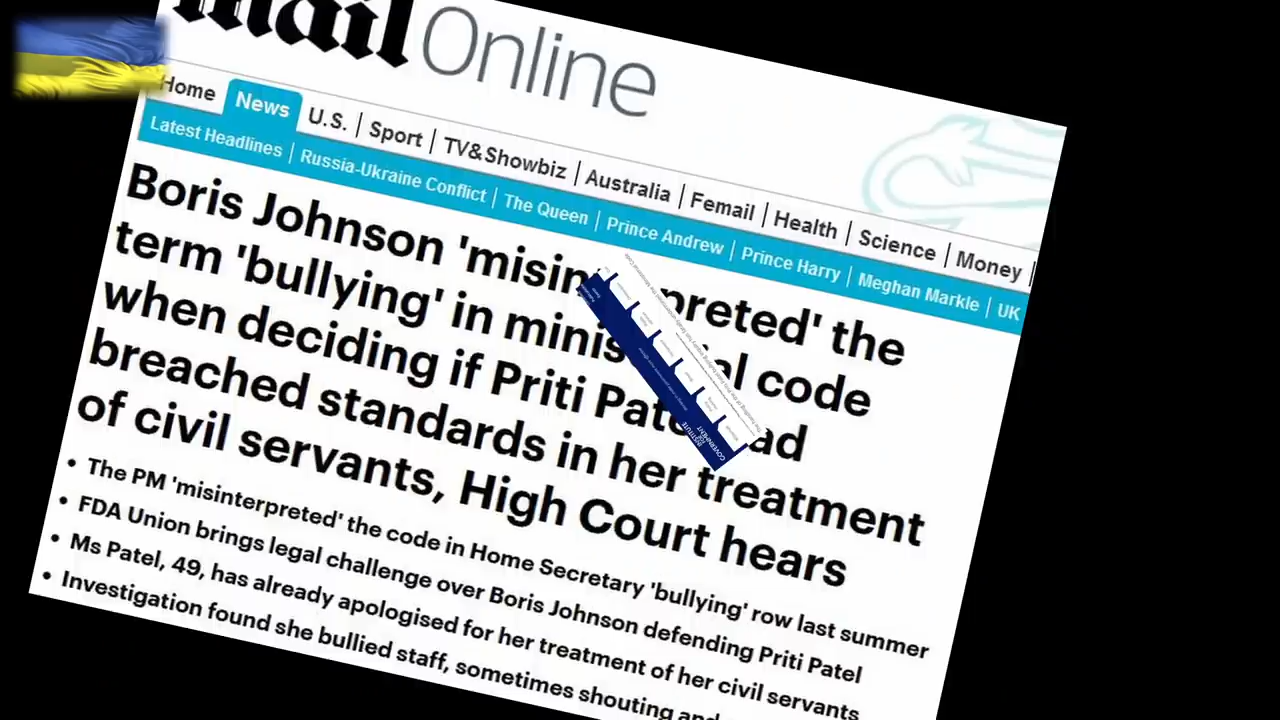 mail Online
Home News U.S. Sport TV&Showbiz Australia Femail Health Science Money
Latest Headlines Russia-Ukraine Conflict The Queen Prince Andrew Prince Harry Meghan Markle UK
Boris Johnson 'misin preted' the
term 'bullying' in minis al code
when deciding if Priti Pat ad
breached standards in her treatment
of civil servants, High Court hears
• The PM 'misinterpreted' the code in Home Secretary 'bullying' row last summer
• FDA Union brings legal challenge over Boris Johnson defending Priti Patel
• Ms Patel, 49, has already apologised for her treatment of her civil servants
• Investigation found she bullied staff, sometimes shouting and
INSTITUTE
FOR
GOVERNMENT